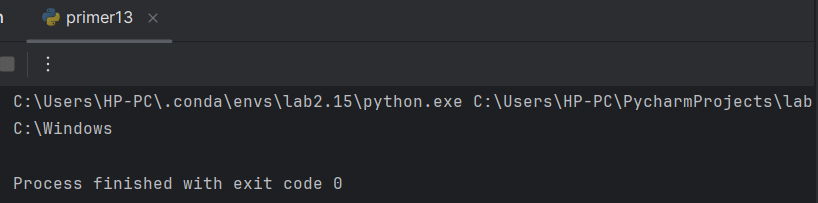 primer13
C:\Users\HP-PC\.conda\envs\lab2.15\python.exe C:\Users\HP-PC\PycharmProjects\lab
C:\Windows
Process finished with exit code 0